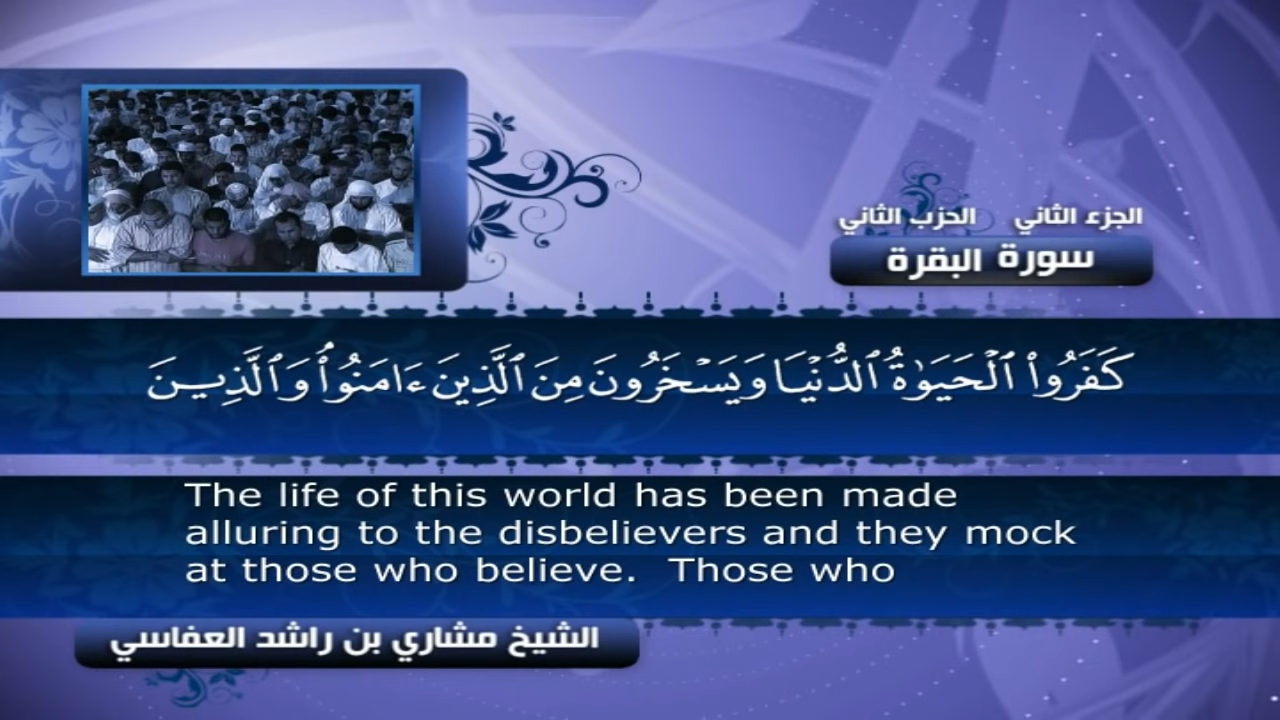 الجزء الثاني الحزب الثاني
سورة البقرة
كَفَرُوا۟ ٱلْحَيَوٰةُ ٱلدُّنْيَا وَيَسْخَرُونَ مِنَ ٱلَّذِينَ ءَامَنُوا۟ۘ وَٱلَّذِينَ
The life of this world has been made
alluring to the disbelievers and they mock
at those who believe.  Those who
الشيخ مشاري بن راشد العفاسي